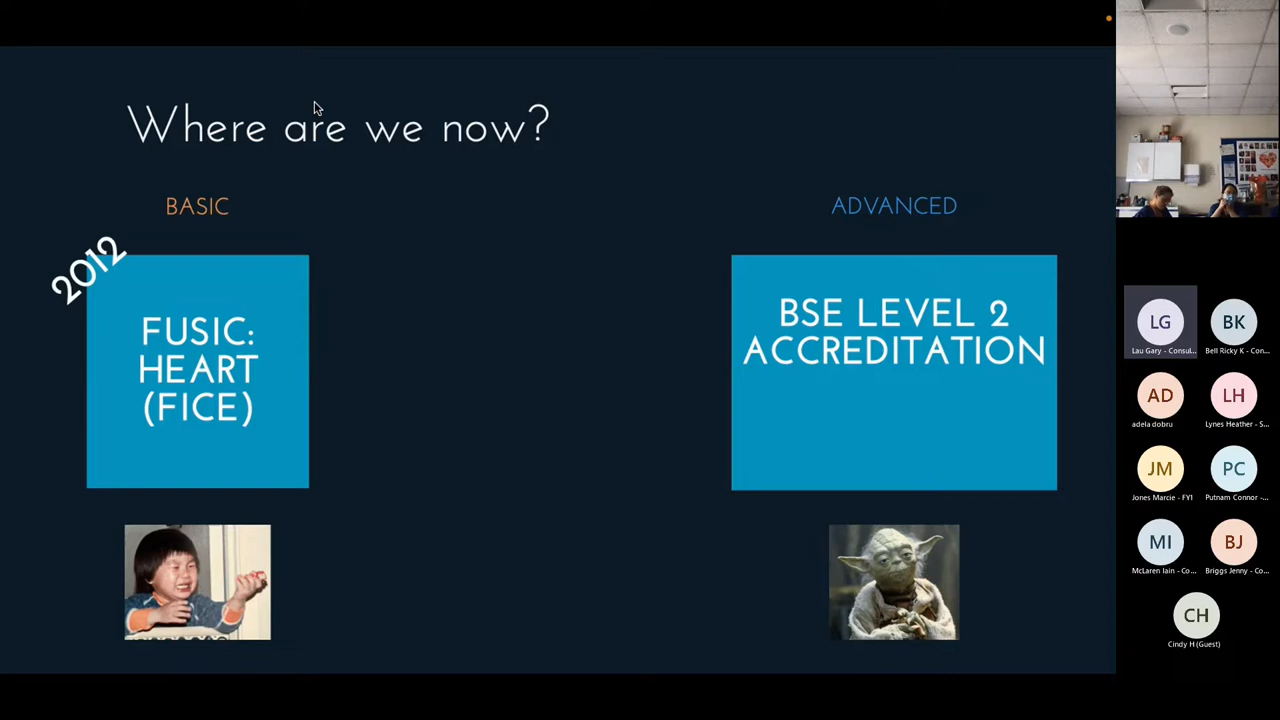 Where are we now?
BASIC
ADVANCED
2012
FUSIC:
HEART
(FICE)
BSE LEVEL 2
ACCREDITATION
LG
BK
Lau Gary - Consul...
Bell Ricky K - Con...
AD
LH
adela dobru
Lynes Heather - S...
JM
PC
Jones Marcie - FY1
Putnam Connor -...
MI
BJ
McLaren Iain - Co...
Briggs Jenny - Co...
CH
Cindy H (Guest)